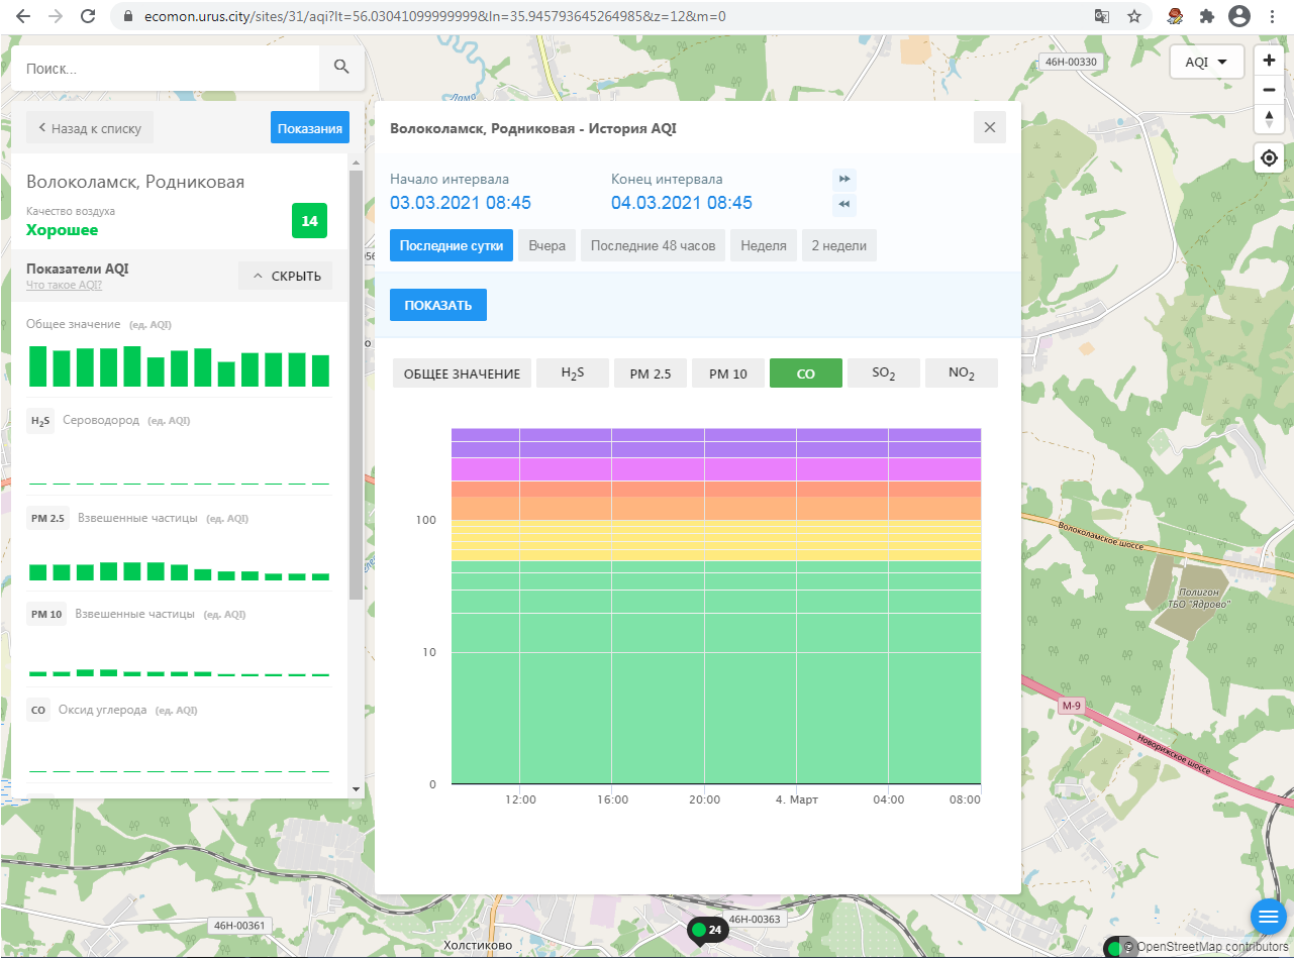 ecomon.urus.city/sites/31/aqi?lt=56.03041099999999&ln=35.945793645264985&z=12&m=0
Поиск...
46Н-00330
AQI
Лама
Назад к списку
Показания
Волоколамск, Родниковая - История AQI
Волоколамск, Родниковая
Качество воздуха
Хорошее
14
Начало интервала
Конец интервала
03.03.2021 08:45
04.03.2021 08:45
Последние сутки
Вчера
Последние 48 часов
Неделя
2 недели
Показатели AQI
Что такое AQI?
СКРЫТЬ
ПОКАЗАТЬ
Общее значение (ед. AQI)
ОБЩЕЕ ЗНАЧЕНИЕ
H2S
PM 2.5
PM 10
CO
SO2
NO2
H2S Сероводород (ед. AQI)
PM 2.5 Взвешенные частицы (ед. AQI)
PM 10 Взвешенные частицы (ед. AQI)
CO Оксид углерода (ед. AQI)
100
10
0
12:00
16:00
20:00
4. Март
04:00
08:00
Волоколамское шоссе
Полигон
ТБО "Ядрово"
М-9
Новорижское шоссе
46Н-00361
46Н-00363
24
Холстиково
© OpenStreetMap contributors